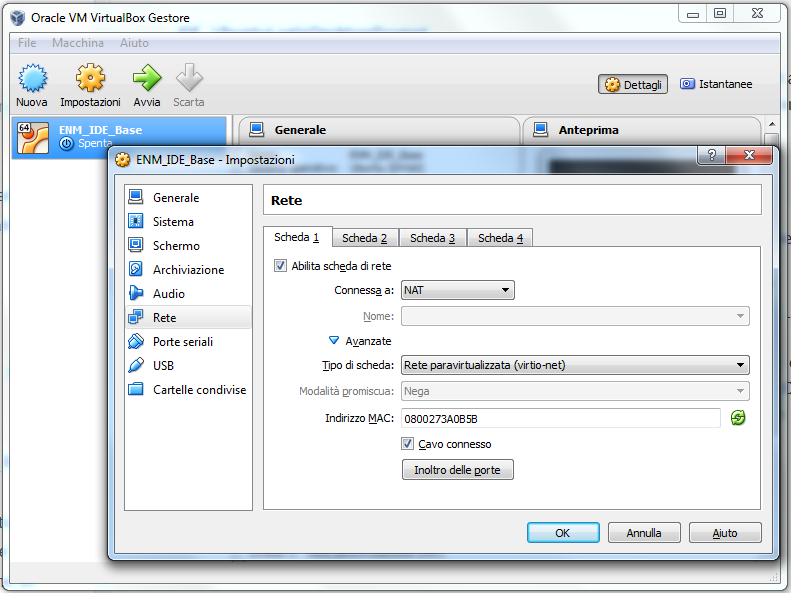 Oracle VM VirtualBox Gestore
File Macchina Aiuto
Nuova Impostazioni Avvia Scarta
Dettagli Istantanee
64 ENM_IDE_Base
Spenta
Generale
Anteprima
ENM_IDE_Base - Impostazioni
Generale
Sistema
Schermo
Archiviazione
Audio
Rete
Porte seriali
USB
Cartelle condivise
Rete
Scheda 1 Scheda 2 Scheda 3 Scheda 4
Abilita scheda di rete
Connessa a: NAT
Nome:
Avanzate
Tipo di scheda: Rete paravirtualizzata (virtio-net)
Modalità promiscua: Nega
Indirizzo MAC: 0800273A0B5B
Cavo connesso
Inoltro delle porte
OK Annulla Aiuto